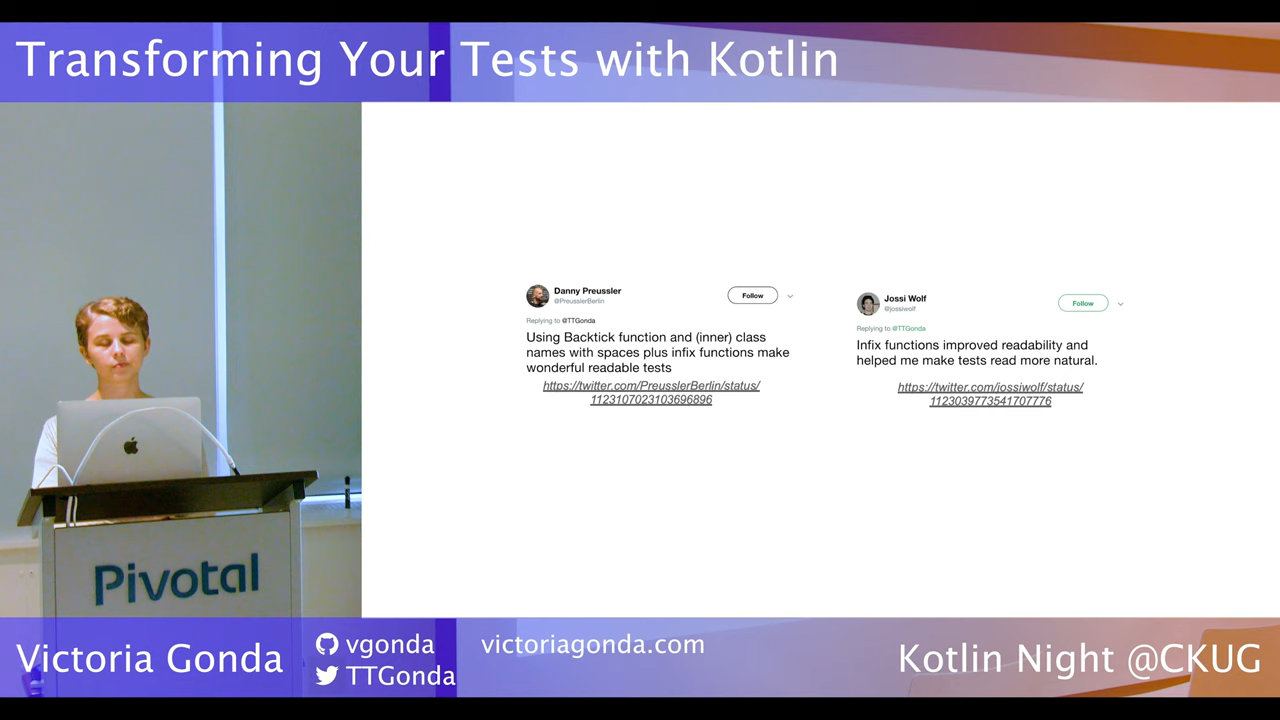 Transforming Your Tests with Kotlin
Danny Preussler
@PreusslerBerlin
Follow
Replying to @TTGonda
Using Backtick function and (inner) class
names with spaces plus infix functions make
wonderful readable tests
https://twitter.com/PreusslerBerlin/status/
1123107023103696896
Jossi Wolf
@jossiwolf
Follow
Replying to @TTGonda
Infix functions improved readability and
helped me make tests read more natural.
https://twitter.com/jossiwolf/status/
1123039773541707776
Pivotal
Victoria Gonda
vgonda
TTGonda
victoriagonda.com
Kotlin Night @CKUG